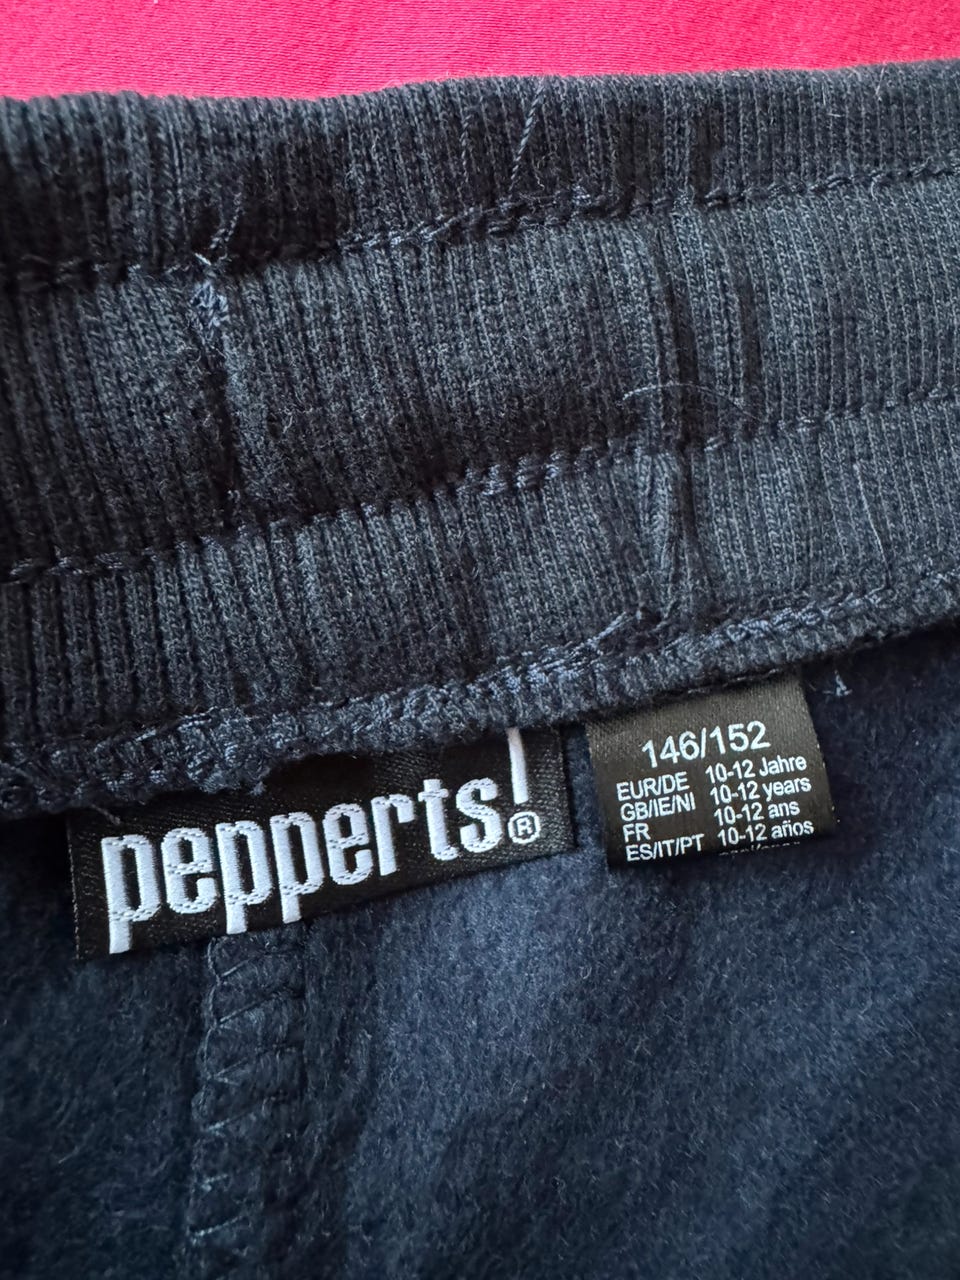 pepperts!®
146/152
EUR/DE 10-12 Jahre
GB/IE/NI 10-12 years
FR 10-12 ans
ES/IT/PT 10-12 años